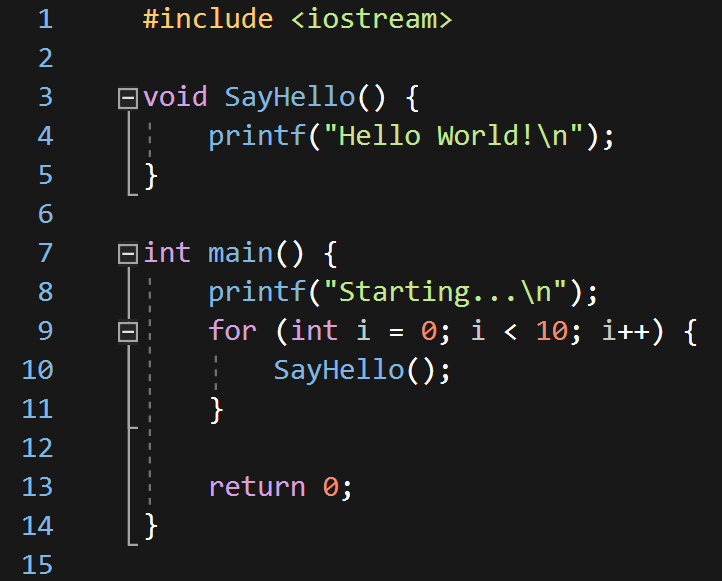 1 #include <iostream>
2
3 void SayHello() {
4     printf("Hello World!\n");
5 }
6
7 int main() {
8     printf("Starting...\n");
9     for (int i = 0; i < 10; i++) {
10         SayHello();
11     }
12
13     return 0;
14 }
15